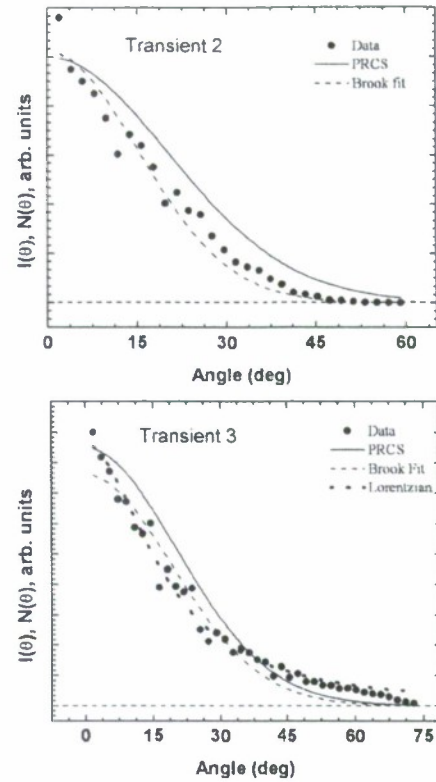 Transient 2
Data
PRCS
Brook fit
I(θ), N(θ), arb. units
0 15 30 45 60
Angle (deg)
Transient 3
Data
PRCS
Brook Fit
Lorentzian
I(θ), N(θ), arb. units
0 15 30 45 60 75
Angle (deg)